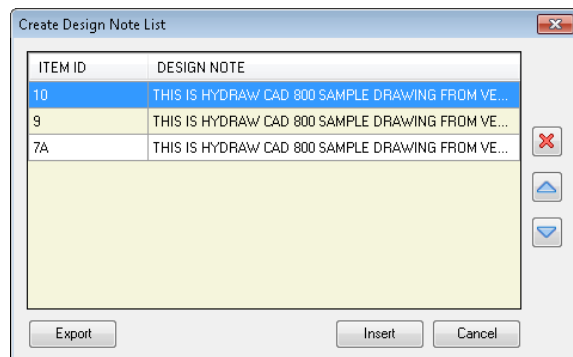 Create Design Note List
ITEM ID DESIGN NOTE
10 THIS IS HYDRAW CAD 800 SAMPLE DRAWING FROM VE...
9 THIS IS HYDRAW CAD 800 SAMPLE DRAWING FROM VE...
7A THIS IS HYDRAW CAD 800 SAMPLE DRAWING FROM VE...
Export Insert Cancel